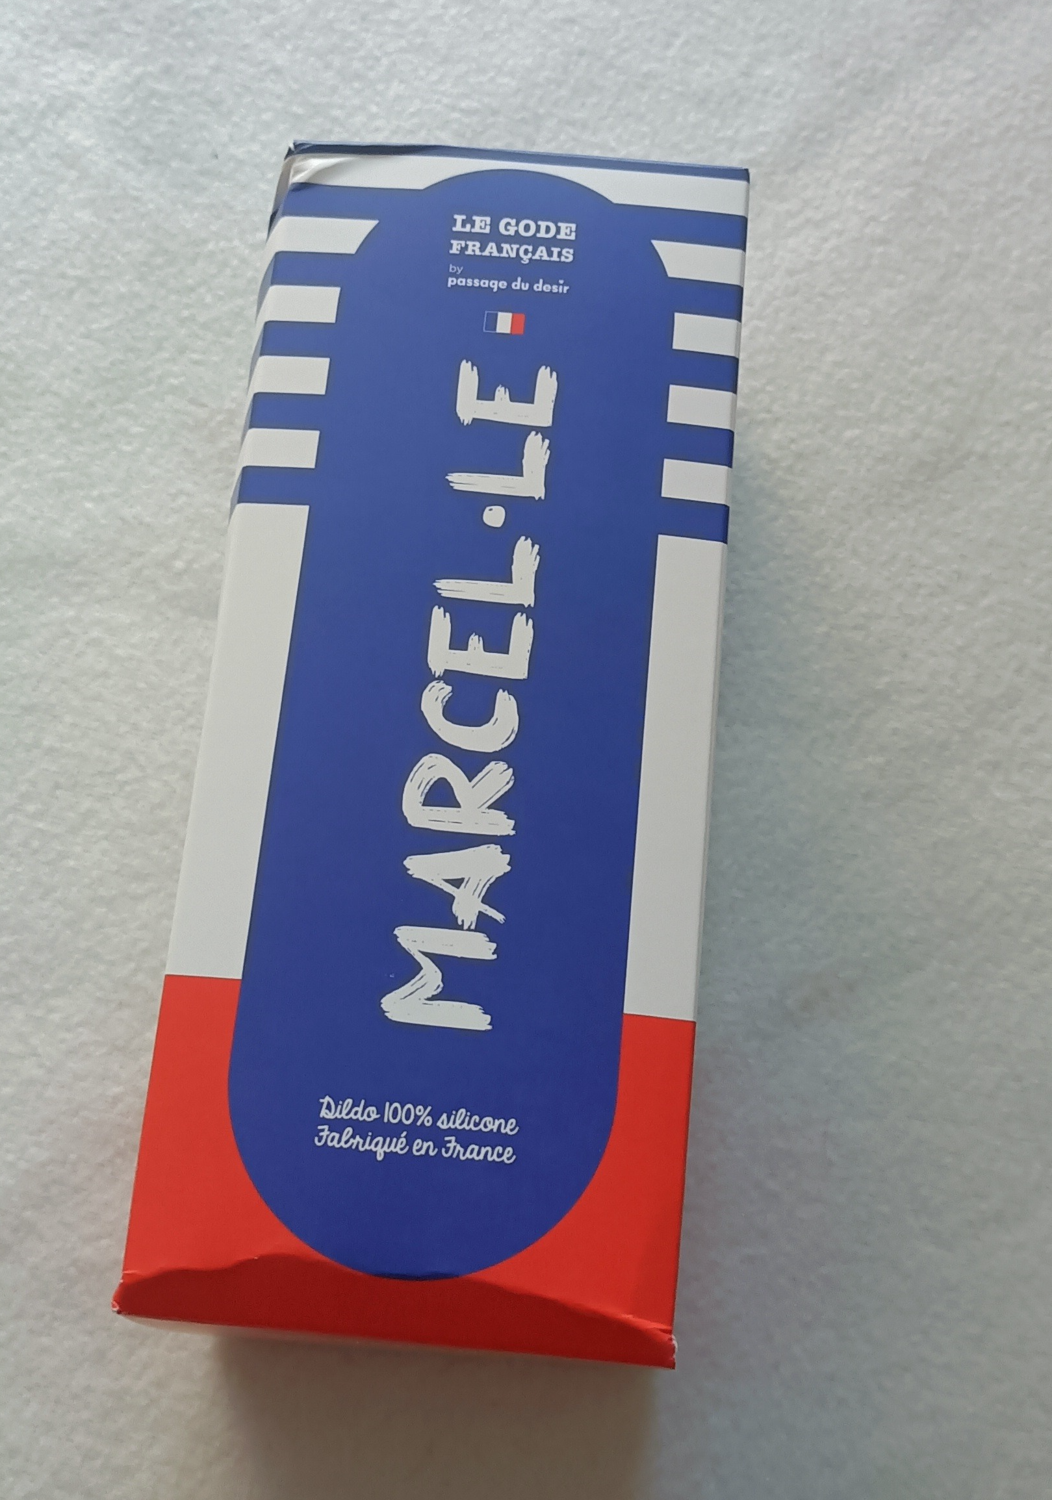 LE GODE
FRANÇAIS
by
passage du desir
MARCEL·LE
Dildo 100% silicone
Fabriqué en France